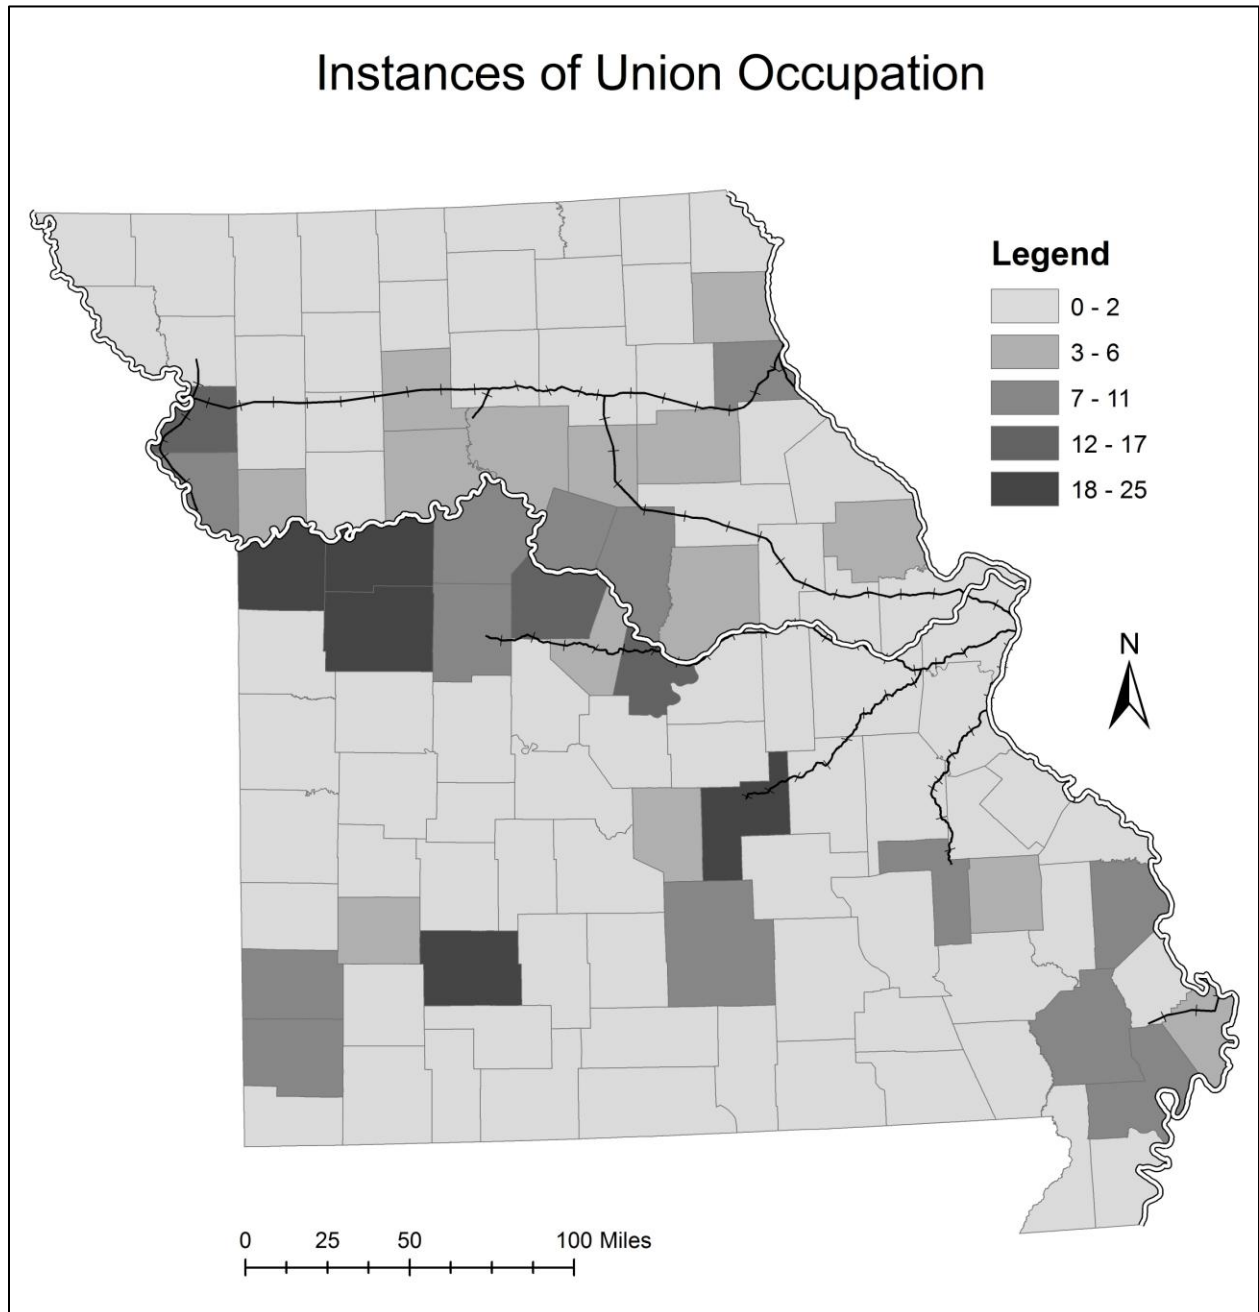 Instances of Union Occupation
Legend
0 - 2
3 - 6
7 - 11
12 - 17
18 - 25
N
0 25 50 100 Miles